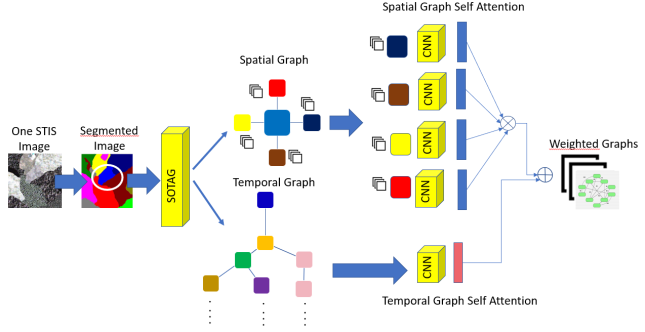 Spatial Graph Self Attention
CNN
Spatial Graph
CNN
One STIS
Image
Segmented
Image
SOTAG
CNN
Weighted Graphs
Temporal Graph
CNN
CNN
Temporal Graph Self Attention